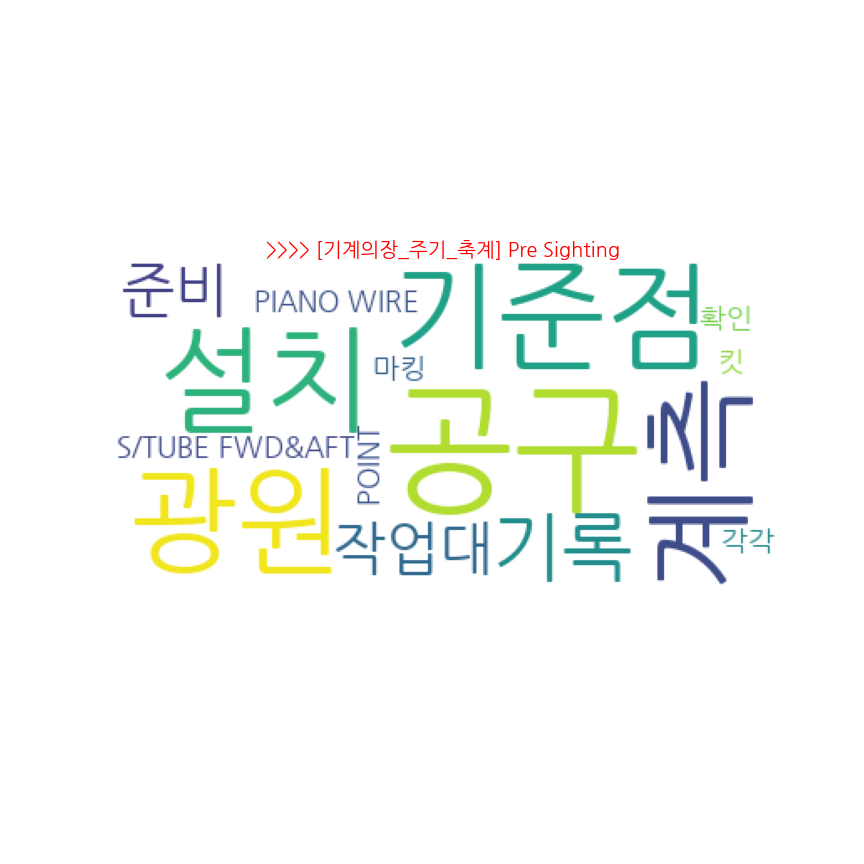 >>>> [기계의장_주기_축계] Pre Sighting
준비
PIANO WIRE
기준점
확인
설치
마킹
킷
공구
계측
S/TUBE FWD&AFT
POINT
광원
작업대
기록
각각